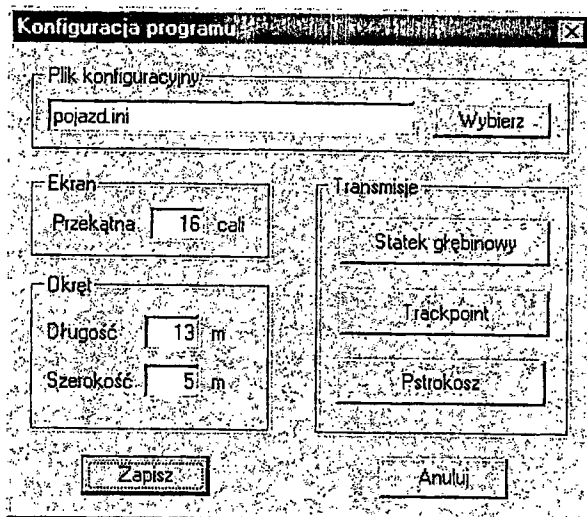 Konfiguracja programu
Plik konfiguracyjny
pojazd.ini
Wybierz
Ekran
Przekątna 16 cali
Okręt
Długość 13 m
Szerokość 5 m
Transmisje
Statek głębinowy
Trackpoint
Pstrokosz
Zapisz
Anuluj